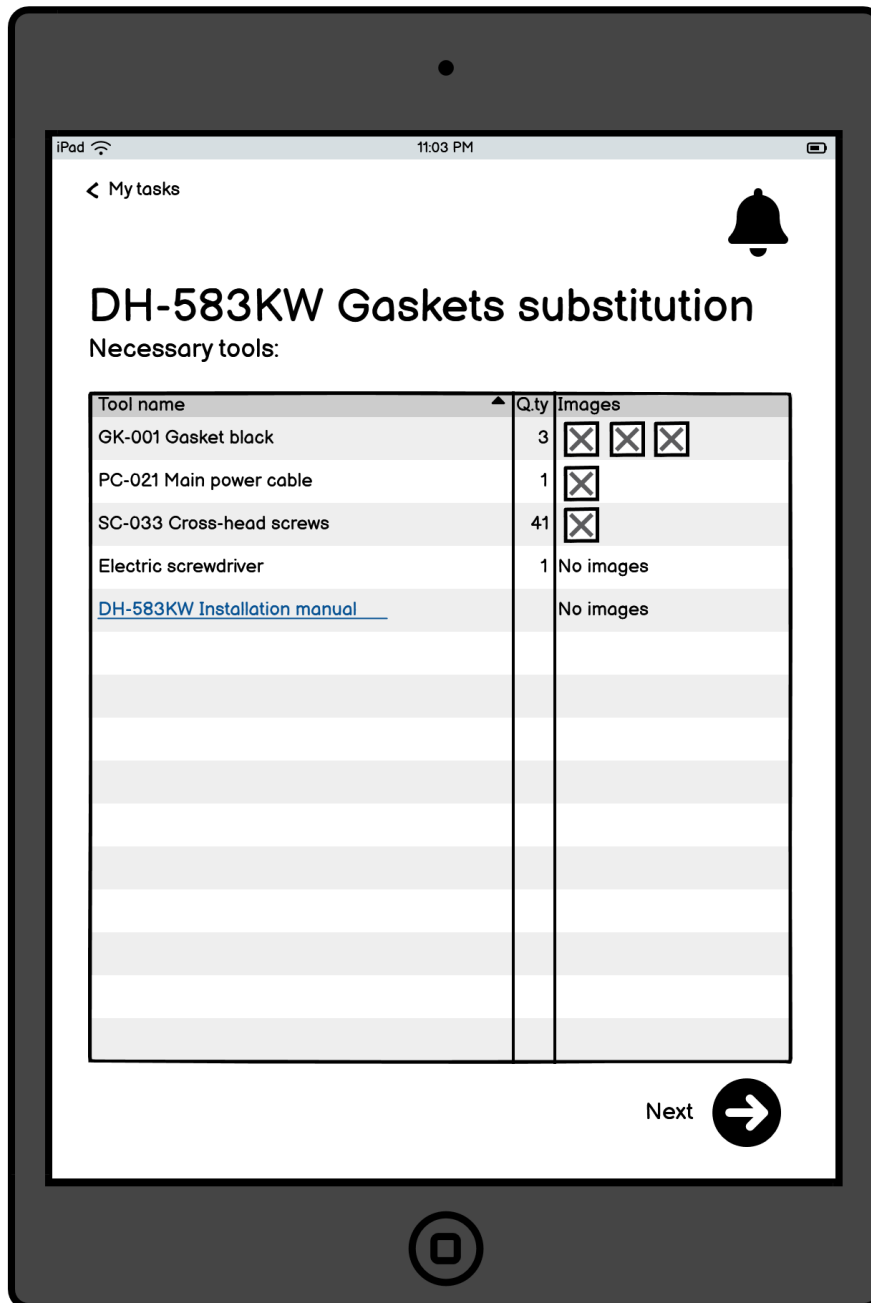 iPad 11:03 PM
My tasks
DH-583KW Gaskets substitution
Necessary tools:
Tool name Q.ty Images
GK-001 Gasket black 3
PC-021 Main power cable 1
SC-033 Cross-head screws 41
Electric screwdriver 1 No images
DH-583KW Installation manual No images
Next